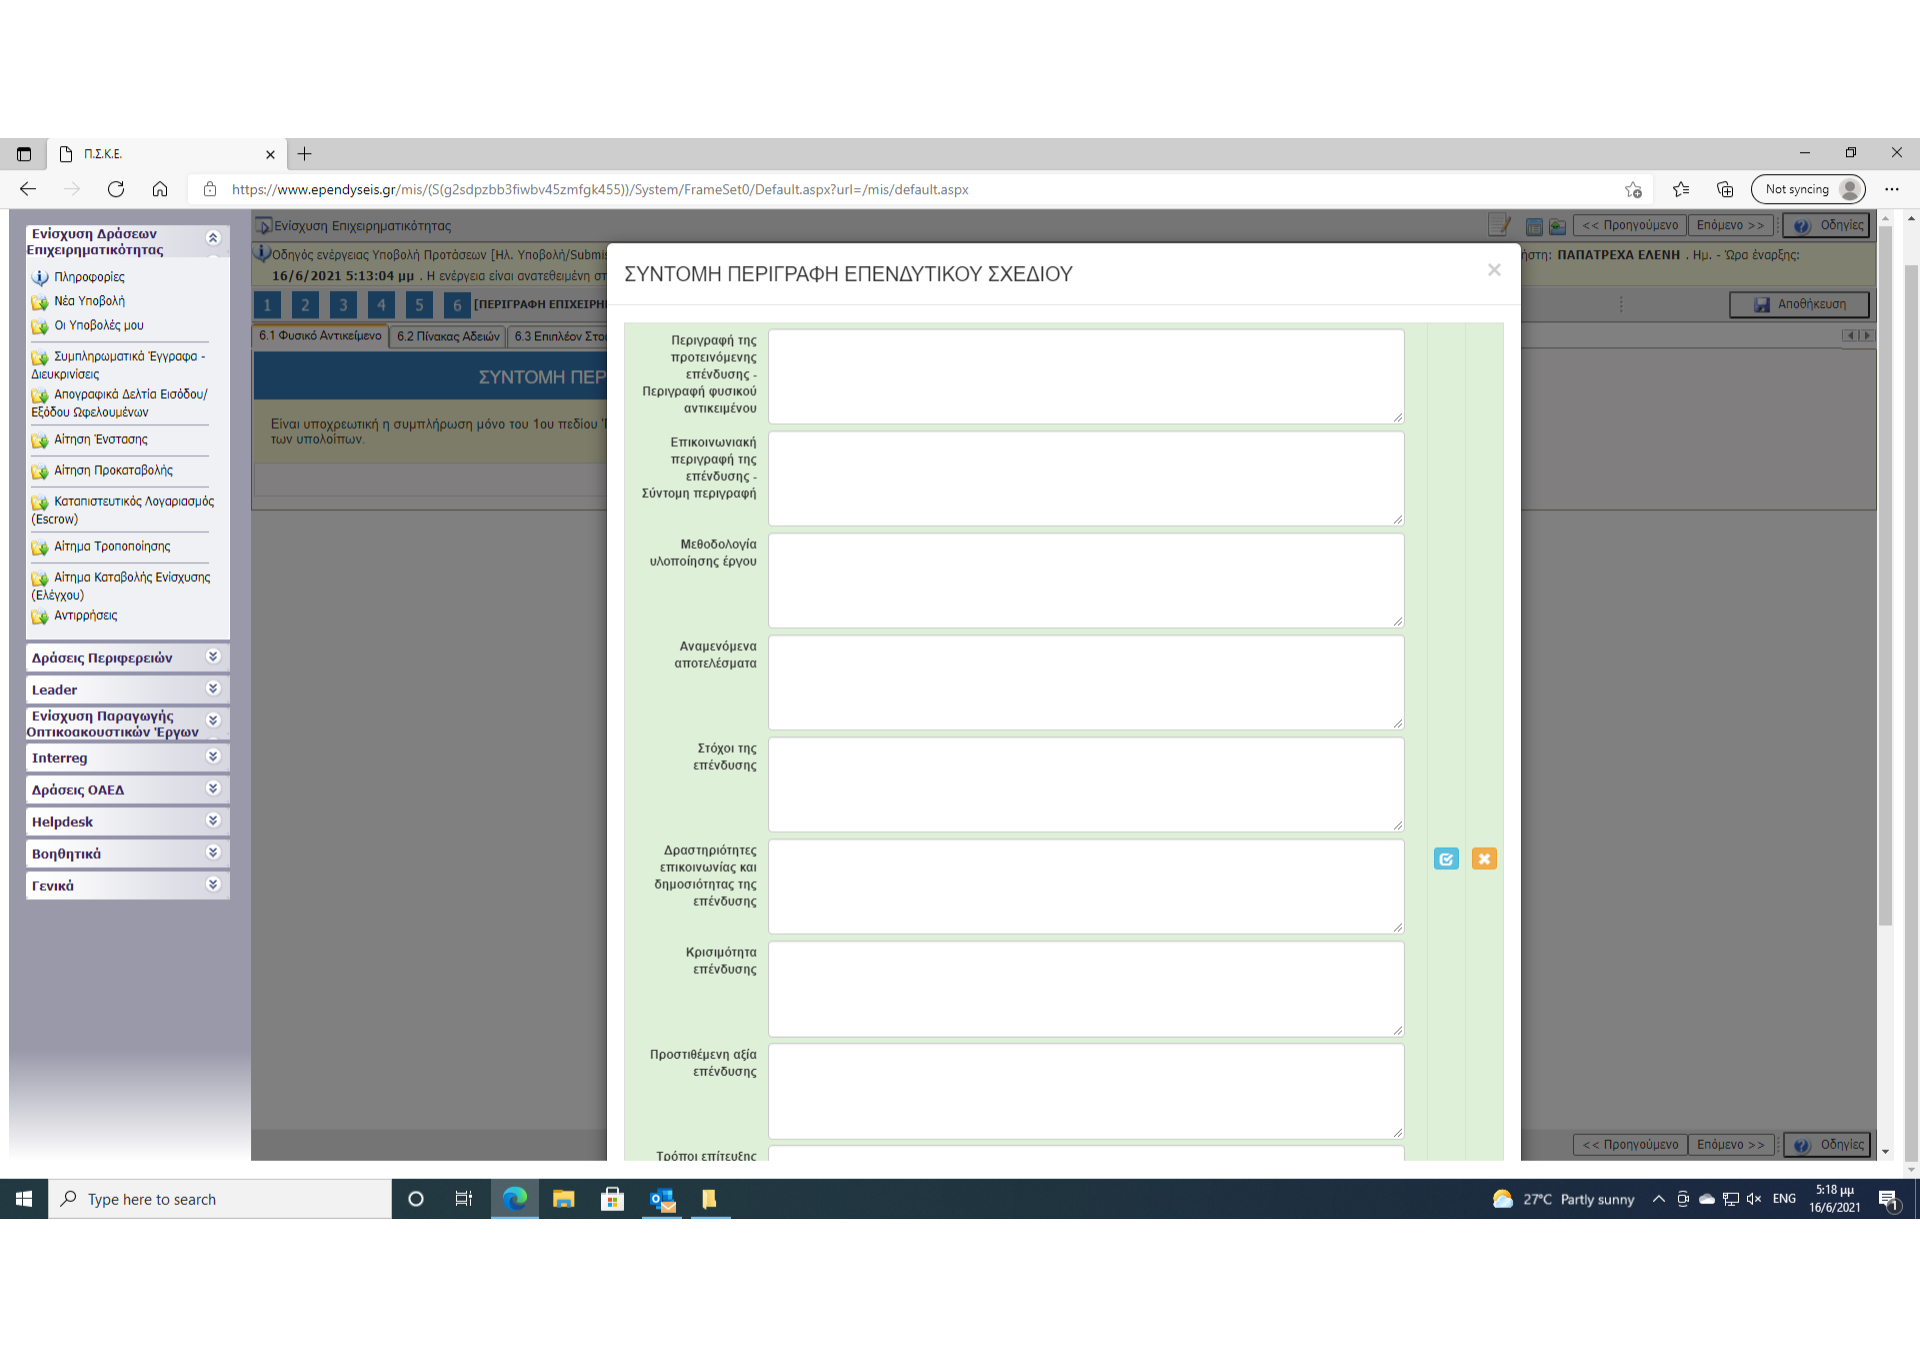 Π.Σ.Κ.Ε.
https://www.ependyseis.gr/mis/(S(g2sdpzbb3fiwbv45zmfgk455))/System/FrameSet0/Default.aspx?url=/mis/default.aspx
Not syncing
Ενίσχυση Δράσεων
Επιχειρηματικότητας
Πληροφορίες
Νέα Υποβολή
Οι Υποβολές μου
Συμπληρωματικά Έγγραφα -
Διευκρινίσεις
Απογραφικά Δελτία Εισόδου/
Εξόδου Ωφελουμένων
Αίτηση Ένστασης
Αίτηση Προκαταβολής
Καταπιστευτικός Λογαριασμός
(Escrow)
Αίτημα Τροποποίησης
Αίτημα Καταβολής Ενίσχυσης
(Ελέγχου)
Αντιρρήσεις
Δράσεις Περιφερειών
Leader
Ενίσχυση Παραγωγής
Οπτικοακουστικών Έργων
Interreg
Δράσεις ΟΑΕΔ
Helpdesk
Βοηθητικά
Γενικά
Ενίσχυση Επιχειρηματικότητας
<< Προηγούμενο
Επόμενο >>
Οδηγίες
Οδηγός ενέργειας Υποβολή Προτάσεων [Ηλ. Υποβολή/Submis
ήστη: ΠΑΠΑΤΡΕΧΑ ΕΛΕΝΗ . Ημ. - Ώρα έναρξης:
16/6/2021 5:13:04 μμ . Η ενέργεια είναι ανατεθειμένη στ
1 2 3 4 5 6 [ΠΕΡΙΓΡΑΦΗ ΕΠΙΧΕΙΡΗ
Αποθήκευση
6.1 Φυσικό Αντικείμενο
6.2 Πίνακας Αδειών
6.3 Επιπλέον Στο
ΣΥΝΤΟΜΗ ΠΕΡ
Είναι υποχρεωτική η συμπλήρωση μόνο του 1ου πεδίου 'Π
των υπολοίπων.
ΣΥΝΤΟΜΗ ΠΕΡΙΓΡΑΦΗ ΕΠΕΝΔΥΤΙΚΟΥ ΣΧΕΔΙΟΥ
×
Περιγραφή της
προτεινόμενης
επένδυσης -
Περιγραφή φυσικού
αντικειμένου
Επικοινωνιακή
περιγραφή της
επένδυσης -
Σύντομη περιγραφή
Μεθοδολογία
υλοποίησης έργου
Αναμενόμενα
αποτελέσματα
Στόχοι της
επένδυσης
Δραστηριότητες
επικοινωνίας και
δημοσιότητας της
επένδυσης
Κρισιμότητα
επένδυσης
Προστιθέμενη αξία
επένδυσης
Τρόποι επίτευξης
<< Προηγούμενο
Επόμενο >>
Οδηγίες
Type here to search
27°C Partly sunny
ENG
5:18 μμ
16/6/2021
1